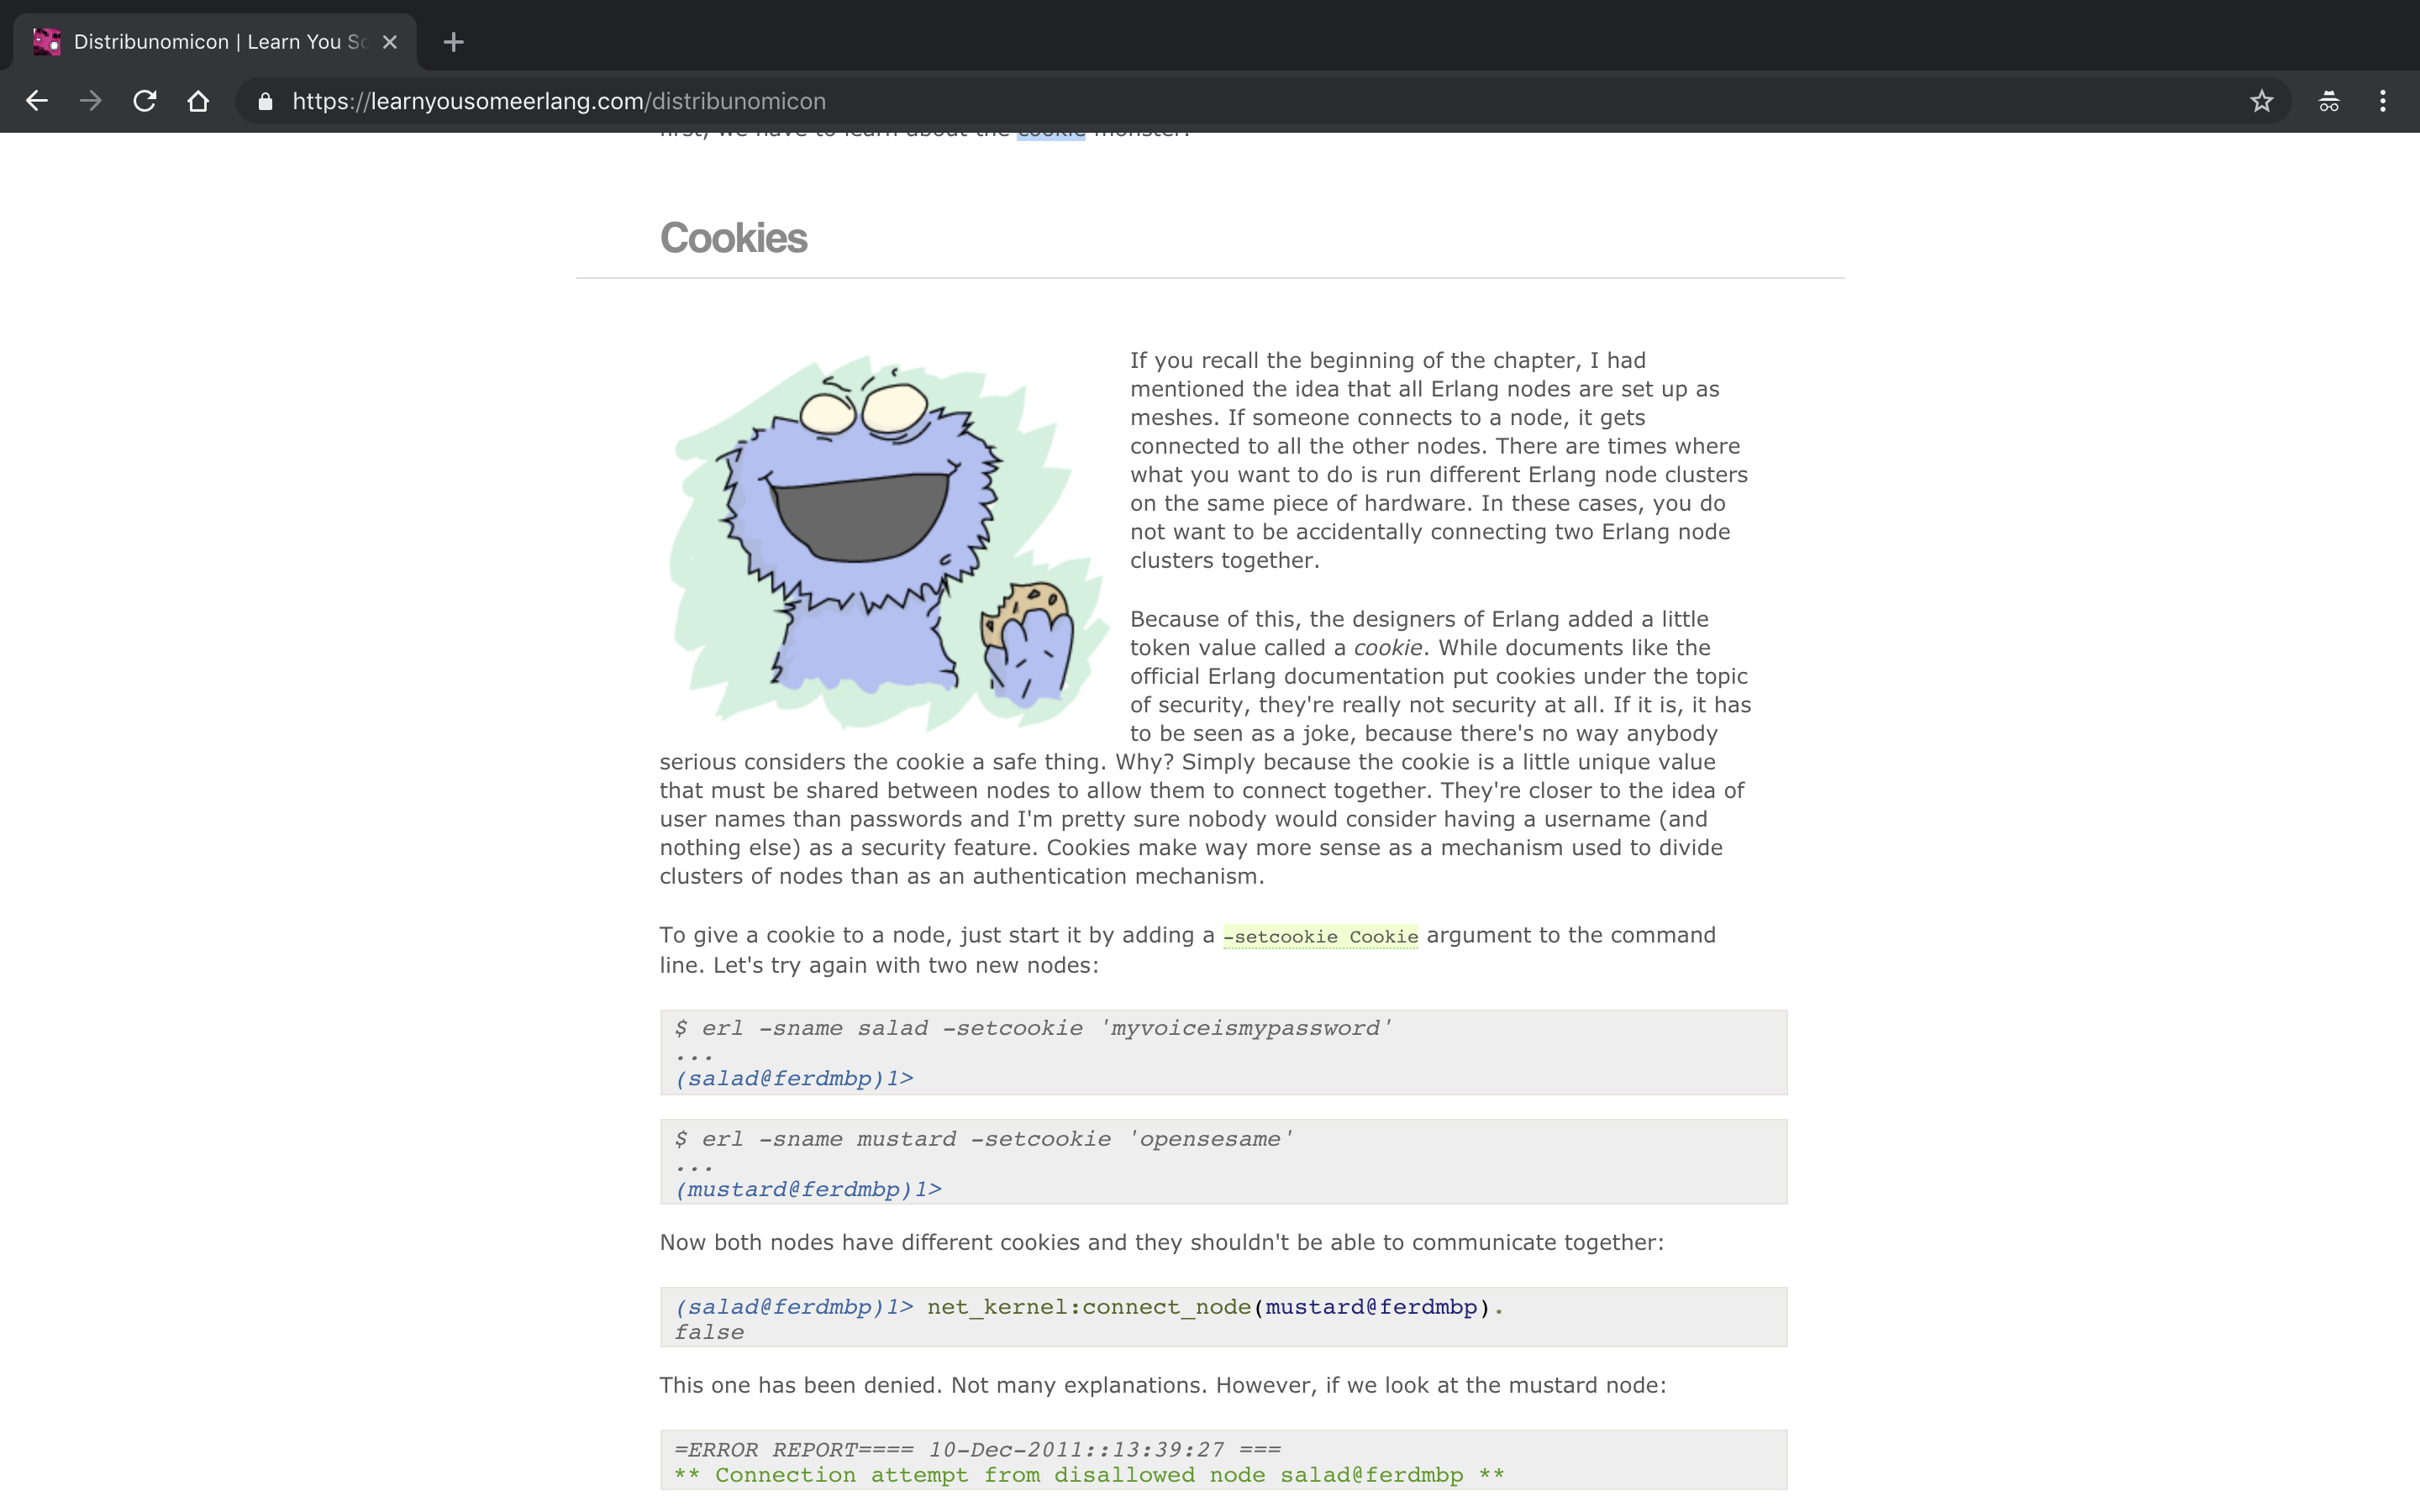 Distribunomicon | Learn You So
https://learnyousomeerlang.com/distribunomicon
first, we have to learn about the cookie monster.
Cookies
If you recall the beginning of the chapter, I had
mentioned the idea that all Erlang nodes are set up as
meshes. If someone connects to a node, it gets
connected to all the other nodes. There are times where
what you want to do is run different Erlang node clusters
on the same piece of hardware. In these cases, you do
not want to be accidentally connecting two Erlang node
clusters together.
Because of this, the designers of Erlang added a little
token value called a cookie. While documents like the
official Erlang documentation put cookies under the topic
of security, they're really not security at all. If it is, it has
to be seen as a joke, because there's no way anybody
serious considers the cookie a safe thing. Why? Simply because the cookie is a little unique value
that must be shared between nodes to allow them to connect together. They're closer to the idea of
user names than passwords and I'm pretty sure nobody would consider having a username (and
nothing else) as a security feature. Cookies make way more sense as a mechanism used to divide
clusters of nodes than as an authentication mechanism.
To give a cookie to a node, just start it by adding a -setcookie Cookie argument to the command
line. Let's try again with two new nodes:
$ erl -sname salad -setcookie 'myvoiceismypassword'
...
(salad@ferdmbp)1>
$ erl -sname mustard -setcookie 'opensesame'
...
(mustard@ferdmbp)1>
Now both nodes have different cookies and they shouldn't be able to communicate together:
(salad@ferdmbp)1> net_kernel:connect_node(mustard@ferdmbp).
false
This one has been denied. Not many explanations. However, if we look at the mustard node:
=ERROR REPORT==== 10-Dec-2011::13:39:27 ===
** Connection attempt from disallowed node salad@ferdmbp **